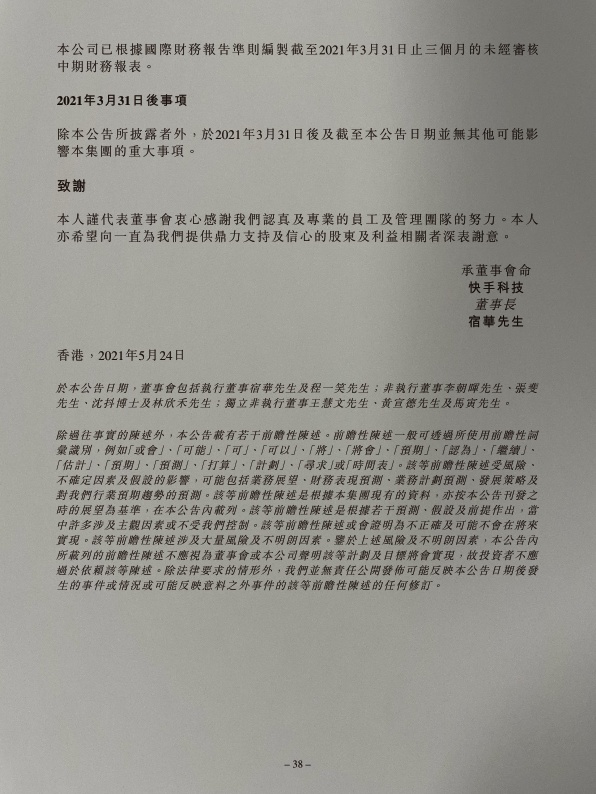 本公司已根據國際財務報告準則編製截至2021年3月31日止三個月的未經審核
中期財務報表。
2021年3月31日後事項
除本公告所披露者外，於2021年3月31日後及截至本公告日期並無其他可能影
響本集團的重大事項。
致謝
本人謹代表董事會衷心感謝我們認真及專業的員工及管理團隊的努力。本人
亦希望向一直為我們提供鼎力支持及信心的股東及利益相關者深表謝意。
承董事會命
快手科技
董事長
宿華先生
香港，2021年5月24日
於本公告日期，董事會包括執行董事宿華先生及程一笑先生；非執行董事李朝暉先生、張斐
先生、沈抖博士及林欣禾先生；獨立非執行董事王慧文先生、黃宣德先生及馬寅先生。
除過往事實的陳述外，本公告載有若干前瞻性陳述。前瞻性陳述一般可透過所使用前瞻性詞
彙識別，例如「或會」、「可能」、「可」、「可以」、「將」、「將會」、「預期」、「認為」、「繼續」、
「估計」、「預期」、「預測」、「打算」、「計劃」、「尋求」或「時間表」。該等前瞻性陳述受風險、
不確定因素及假設的影響，可能包括業務展望、財務表現預測、業務計劃預測、發展策略及
對我們行業預期趨勢的預測。該等前瞻性陳述是根據本集團現有的資料，亦按本公告刊發之
時的展望為基準，在本公告內載列。該等前瞻性陳述是根據若干預測、假設及前提作出，當
中許多涉及主觀因素或不受我們控制。該等前瞻性陳述或會證明為不正確及可能不會在將來
實現。該等前瞻性陳述涉及大量風險及不明朗因素。鑒於上述風險及不明朗因素，本公告內
所載列的前瞻性陳述不應視為董事會或本公司聲明該等計劃及目標將會實現，故投資者不應
過於依賴該等陳述。除法律要求的情形外，我們並無責任公開發佈可能反映本公告日期後發
生的事件或情況或可能反映意料之外事件的該等前瞻性陳述的任何修訂。
– 38 –